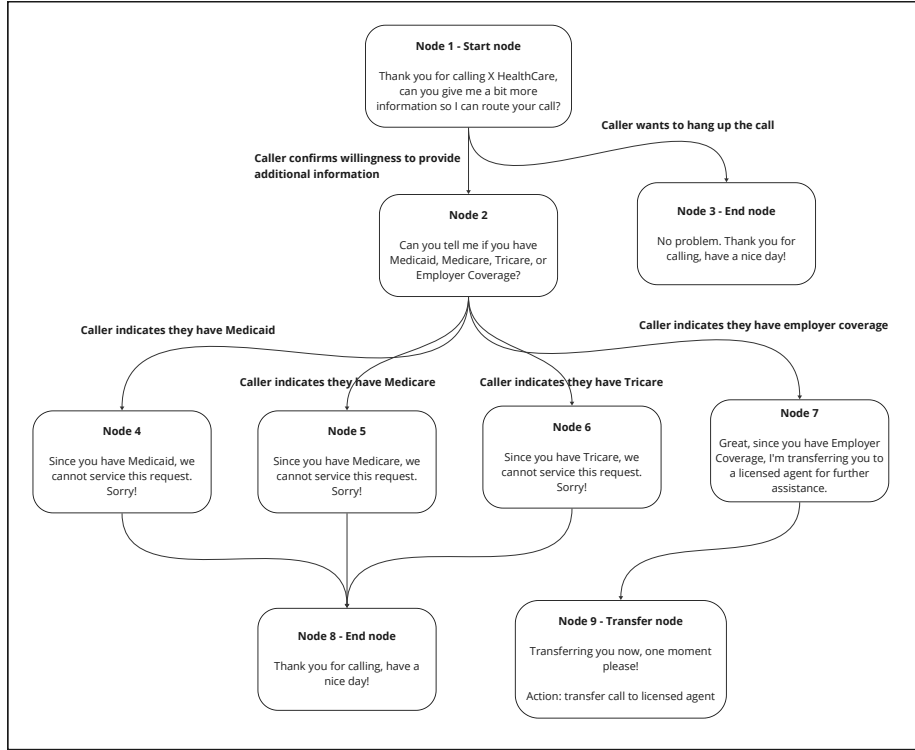 Node 1 - Start node
Thank you for calling X HealthCare,
can you give me a bit more
information so I can route your call?
Caller wants to hang up the call
Caller confirms willingness to provide
additional information
Node 2
Can you tell me if you have
Medicaid, Medicare, Tricare, or
Employer Coverage?
Node 3 - End node
No problem. Thank you for
calling, have a nice day!
Caller indicates they have Medicaid
Caller indicates they have employer coverage
Caller indicates they have Medicare
Caller indicates they have Tricare
Node 4
Since you have Medicaid, we
cannot service this request.
Sorry!
Node 5
Since you have Medicare, we
cannot service this request.
Sorry!
Node 6
Since you have Tricare, we
cannot service this request.
Sorry!
Node 7
Great, since you have Employer
Coverage, I'm transferring you to
a licensed agent for further
assistance.
Node 8 - End node
Thank you for calling, have a
nice day!
Node 9 - Transfer node
Transferring you now, one moment
please!
Action: transfer call to licensed agent